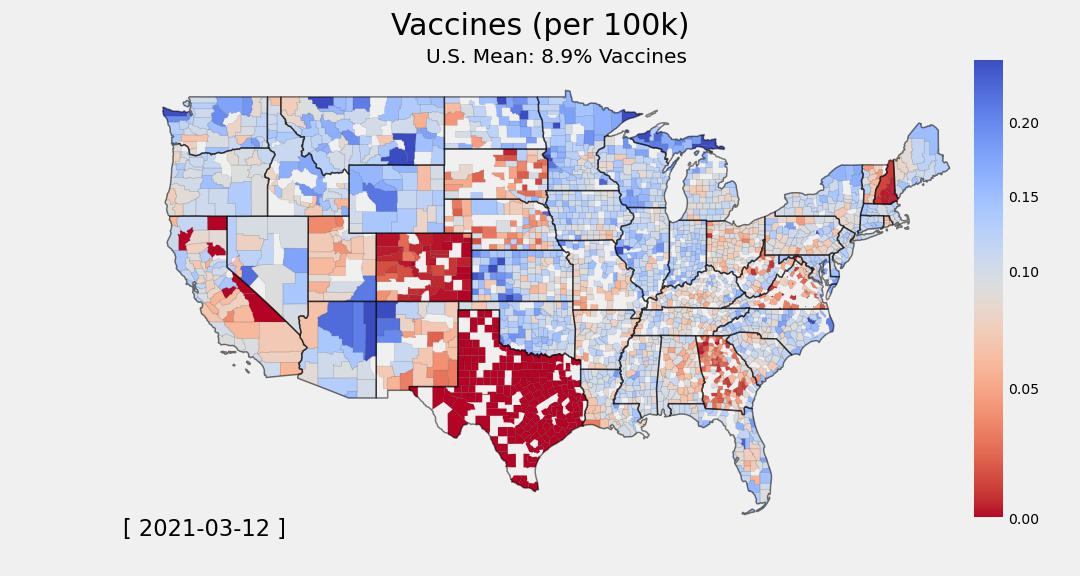 Vaccines (per 100k)
U.S. Mean: 8.9% Vaccines
0.20
0.15
0.10
0.05
0.00
[ 2021-03-12 ]